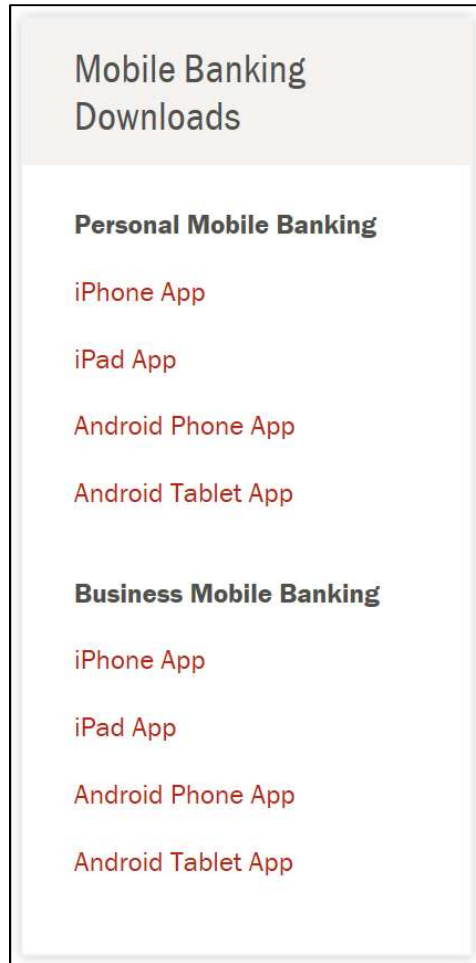 Mobile Banking
Downloads
Personal Mobile Banking
iPhone App
iPad App
Android Phone App
Android Tablet App
Business Mobile Banking
iPhone App
iPad App
Android Phone App
Android Tablet App